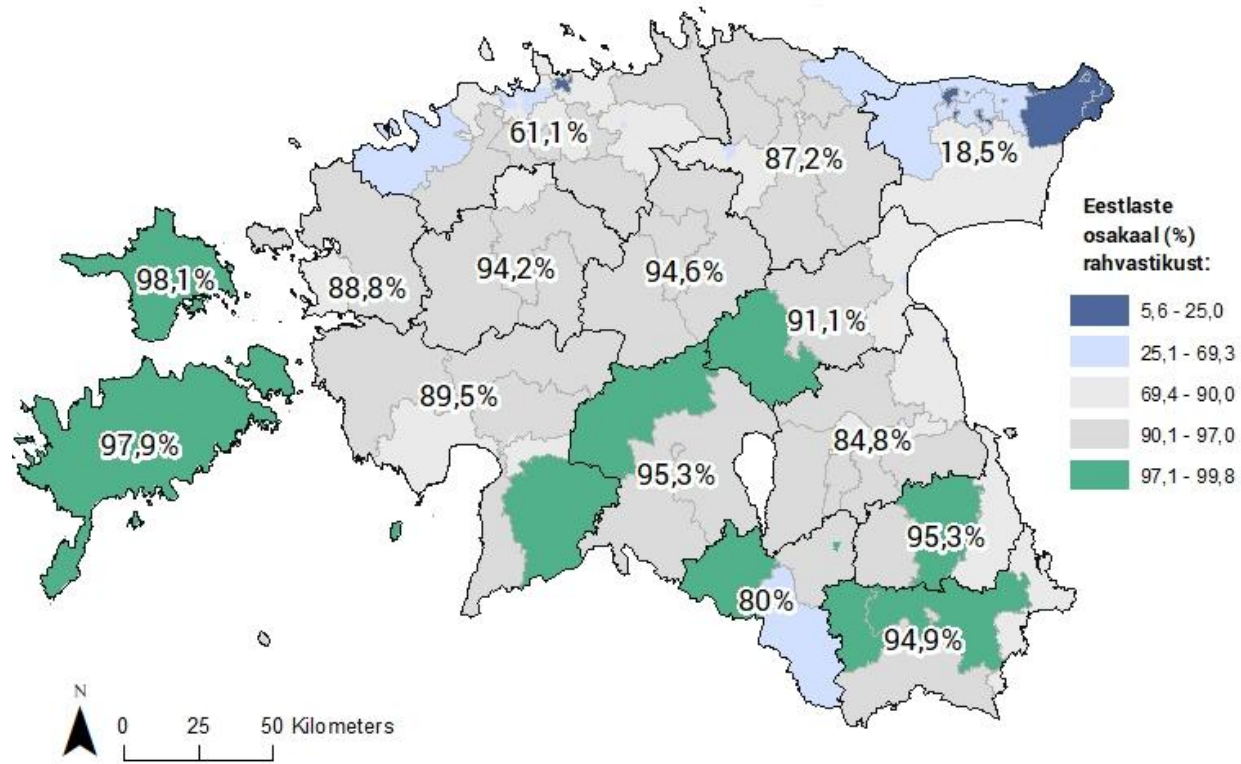 61,1%
87,2%
18,5%
98,1%
88,8%
94,2%
94,6%
91,1%
89,5%
97,9%
84,8%
95,3%
95,3%
80%
94,9%
Eestlaste
osakaal (%)
rahvastikust:
5,6 - 25,0
25,1 - 69,3
69,4 - 90,0
90,1 - 97,0
97,1 - 99,8
N
0 25 50 Kilometers